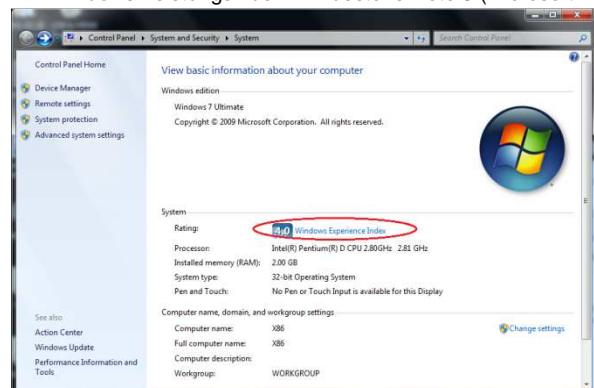 Control Panel ▸ System and Security ▸ System
Search Control Panel
Control Panel Home
Device Manager
Remote settings
System protection
Advanced system settings
See also
Action Center
Windows Update
Performance Information and
Tools
View basic information about your computer
Windows edition
Windows 7 Ultimate
Copyright © 2009 Microsoft Corporation. All rights reserved.
System
Rating: 4,0 Windows Experience Index
Processor: Intel(R) Pentium(R) D CPU 2.80GHz 2.81 GHz
Installed memory (RAM): 2.00 GB
System type: 32-bit Operating System
Pen and Touch: No Pen or Touch Input is available for this Display
Computer name, domain, and workgroup settings
Computer name: X86
Change settings
Full computer name: X86
Computer description:
Workgroup: WORKGROUP